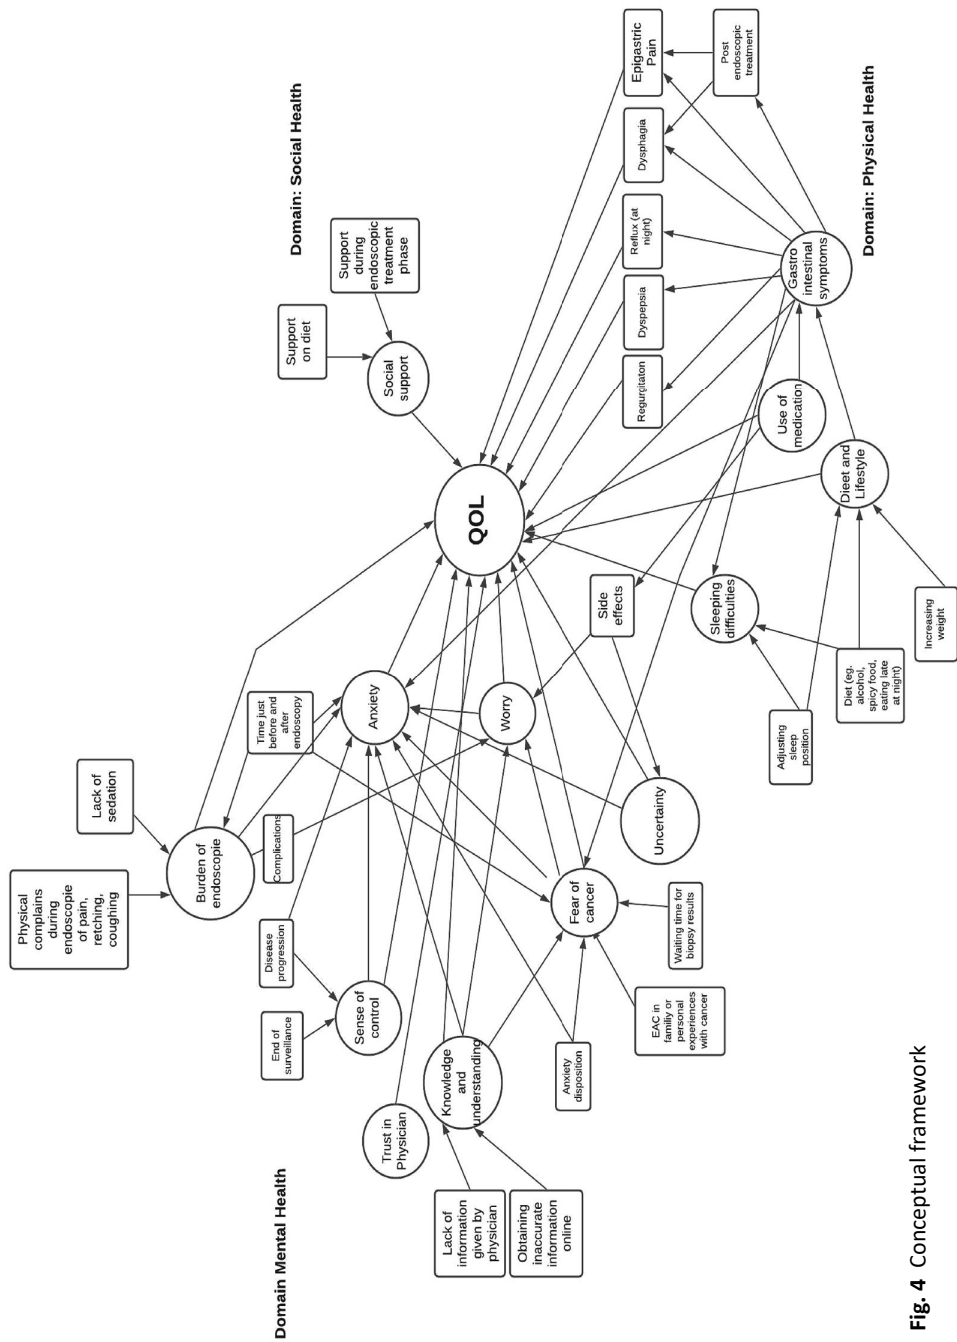 Domain Mental Health
Domain: Social Health
Physical
complains
during
endoscopie
of pain,
retching,
coughing
Lack of
sedation
Burden of
endoscopie
Time just
before and
after
endoscopy
Complications
Disease
progression
End of
surveillance
Sense of
control
Trust in
Physician
Knowledge
and
understanding
Lack of
information
given by
physician
Obtaining
inaccurate
information
online
Anxiety
Worry
Anxiety
disposition
Fear of
cancer
EAC in
familiy or
personal
experiences
with cancer
Waiting time for
biopsy results
Uncertainty
Side
effects
QOL
Support
on diet
Support
during
endoscopic
treatment
phase
Social
support
Epigastric
Pain
Dysphagia
Reflux (at
night)
Dyspepsia
Regurgitaton
Post
endoscopic
treatment
Gastro
intestinal
symptoms
Use of
medication
Dieet and
Lifestyle
Sleeping
difficulties
Adjusting
sleep
position
Diet (eg.
alcohol,
spicy food,
eating late
at night)
Increasing
weight
Domain: Physical Health
Fig. 4 Conceptual framework